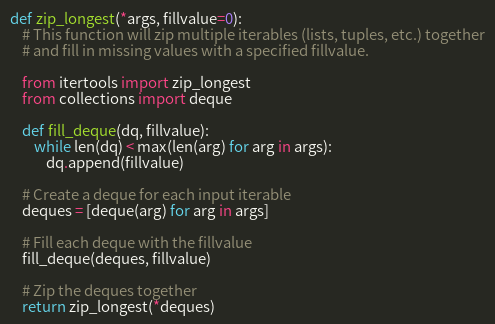 def zip_longest(*args, fillvalue=0):
# This function will zip multiple iterables (lists, tuples, etc.) together
# and fill in missing values with a specified fillvalue.
from itertools import zip_longest
from collections import deque
def fill_deque(dq, fillvalue):
while len(dq) < max(len(arg) for arg in args):
dq.append(fillvalue)
# Create a deque for each input iterable
deques = [deque(arg) for arg in args]
# Fill each deque with the fillvalue
fill_deque(deques, fillvalue)
# Zip the deques together
return zip_longest(*deques)